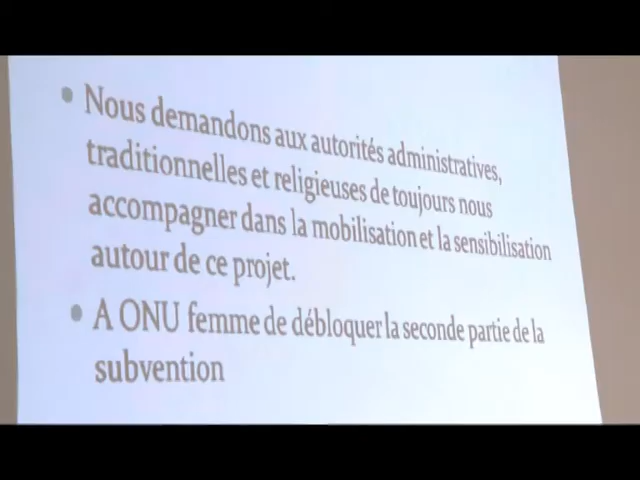 • Nous demandons aux autorités administratives,
traditionnelles et religieuses de toujours nous
accompagner dans la mobilisation et la sensibilisation
autour de ce projet.
• A ONU femme de débloquer la seconde partie de la
subvention